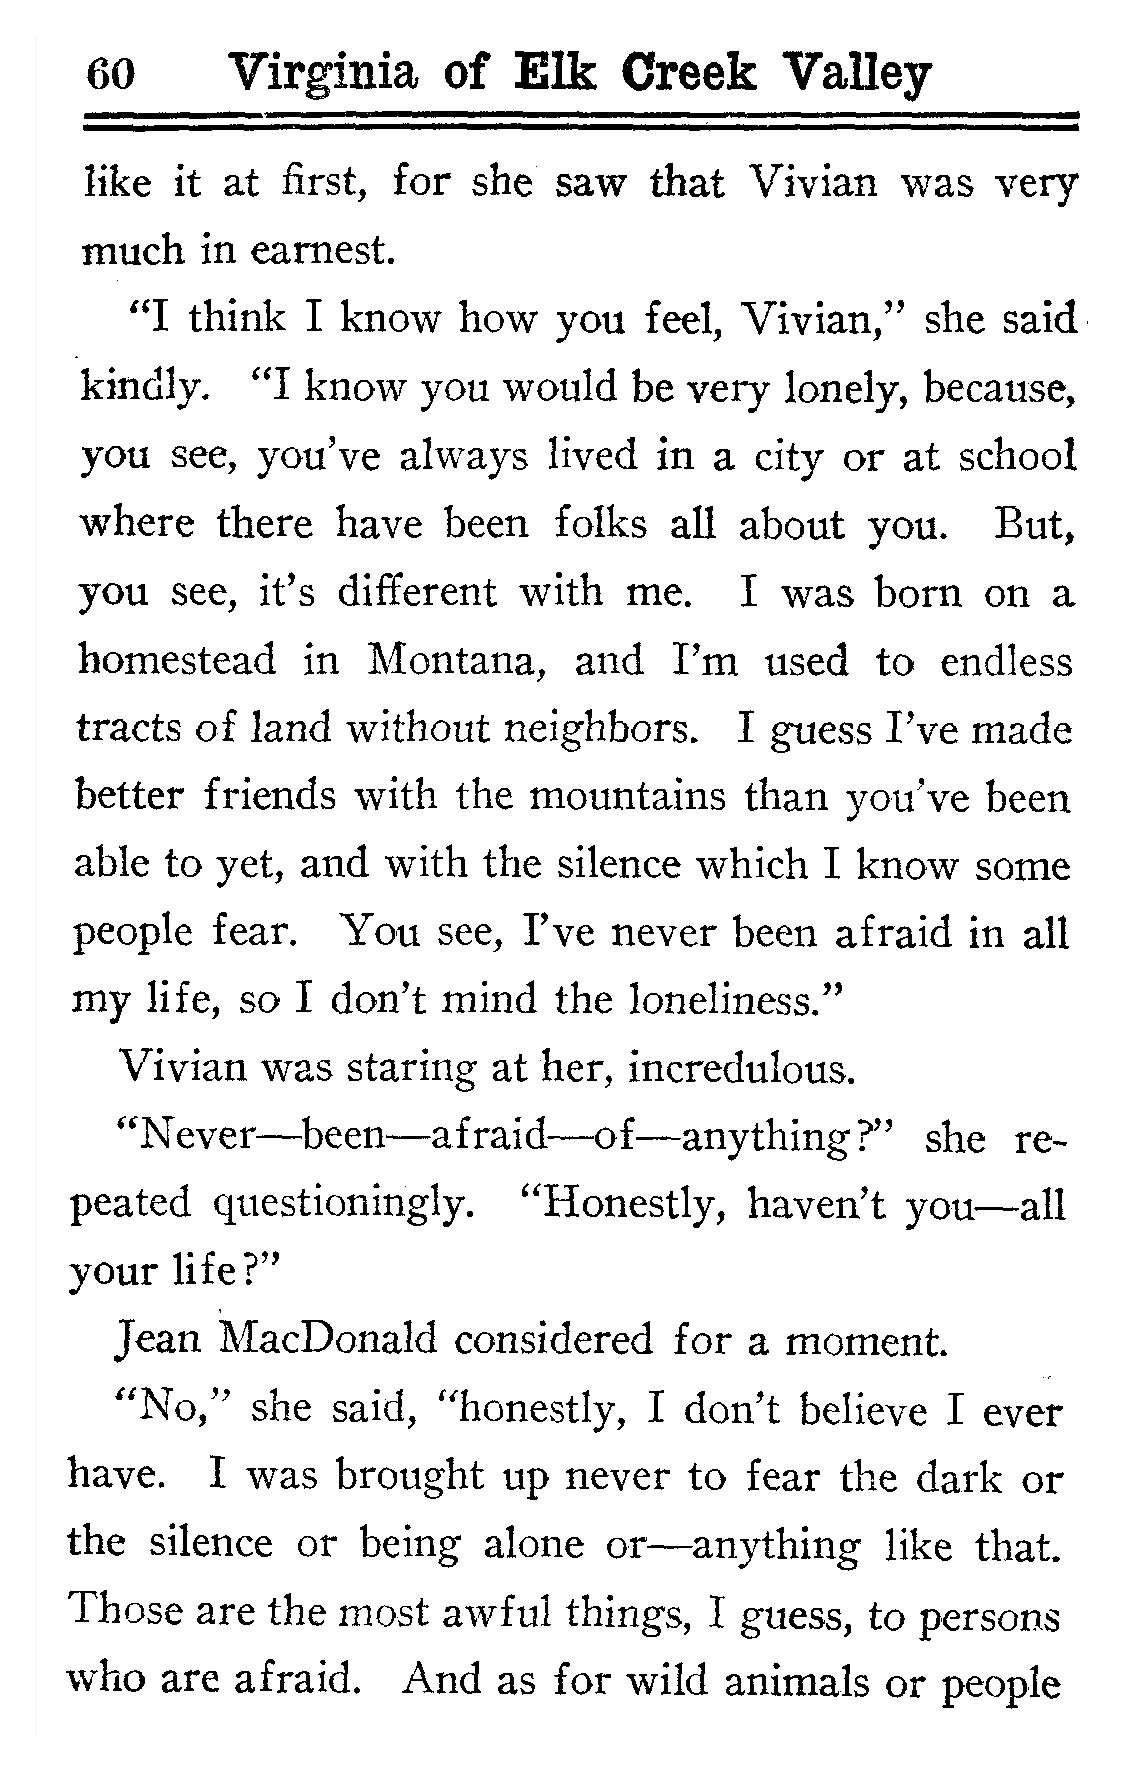 60 Virginia of Elk Creek Valley
like it at first, for she saw that Vivian was very
much in earnest.
“I think I know how you feel, Vivian,” she said
kindly. “I know you would be very lonely, because,
you see, you’ve always lived in a city or at school
where there have been folks all about you. But,
you see, it’s different with me. I was born on a
homestead in Montana, and I’m used to endless
tracts of land without neighbors. I guess I’ve made
better friends with the mountains than you’ve been
able to yet, and with the silence which I know some
people fear. You see, I’ve never been afraid in all
my life, so I don’t mind the loneliness.”
Vivian was staring at her, incredulous.
“Never—been—afraid—of—anything?” she re-
peated questioningly. “Honestly, haven’t you—all
your life?”
Jean MacDonald considered for a moment.
“No,” she said, “honestly, I don’t believe I ever
have. I was brought up never to fear the dark or
the silence or being alone or—anything like that.
Those are the most awful things, I guess, to persons
who are afraid. And as for wild animals or people